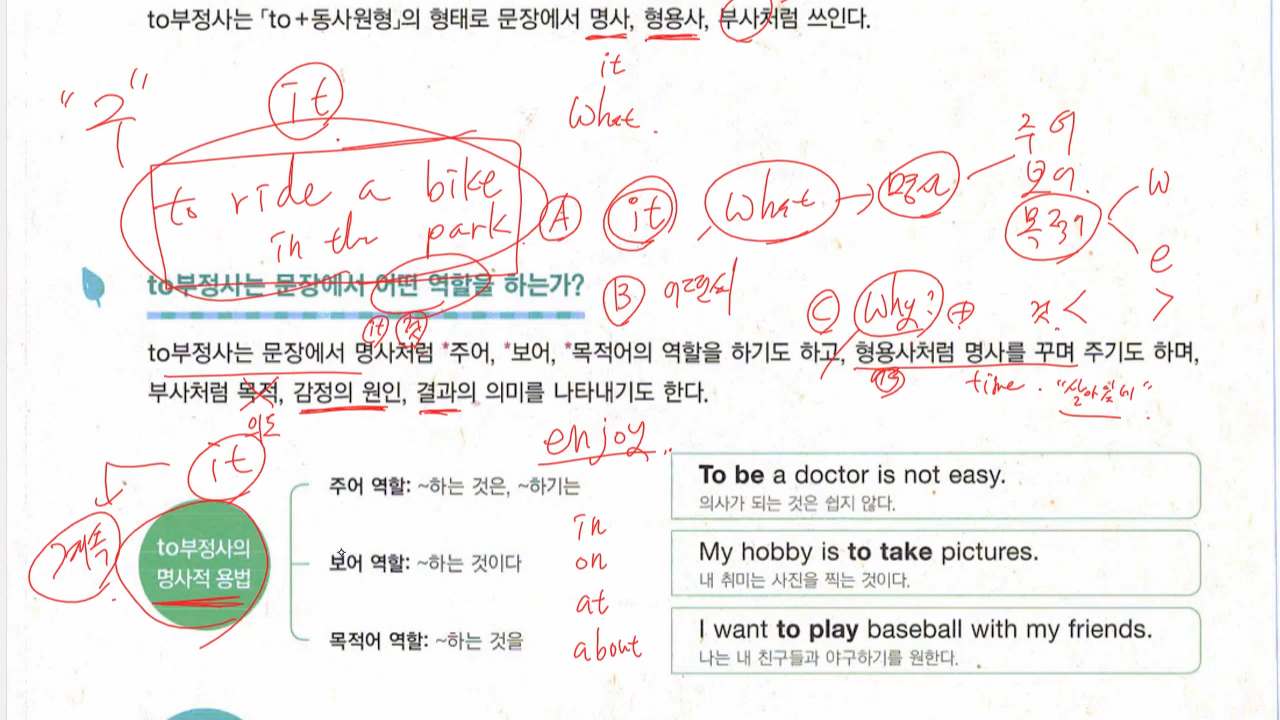 to부정사는 「to+동사원형」의 형태로 문장에서 명사, 형용사, 부사처럼 쓰인다.
it
What
"주"
it
to ride a bike
in the park
A it What → 명사
주어
보어
목적어
w
e
B 어떤
C Why?
것 < >
to부정사는 문장에서 어떤 역할을 하는가?
it 것
to부정사는 문장에서 명사처럼 *주어, *보어, *목적어의 역할을 하기도 하고, 형용사처럼 명사를 꾸며 주기도 하며,
time.
부사처럼 목적, 감정의 원인, 결과의 의미를 나타내기도 한다.
의도
it
enjoy
계속
to부정사의
명사적 용법
주어 역할: ~하는 것은, ~하기는
To be a doctor is not easy.
의사가 되는 것은 쉽지 않다.
in
on
at
about
보어 역할: ~하는 것이다
My hobby is to take pictures.
내 취미는 사진을 찍는 것이다.
목적어 역할: ~하는 것을
I want to play baseball with my friends.
나는 내 친구들과 야구하기를 원한다.